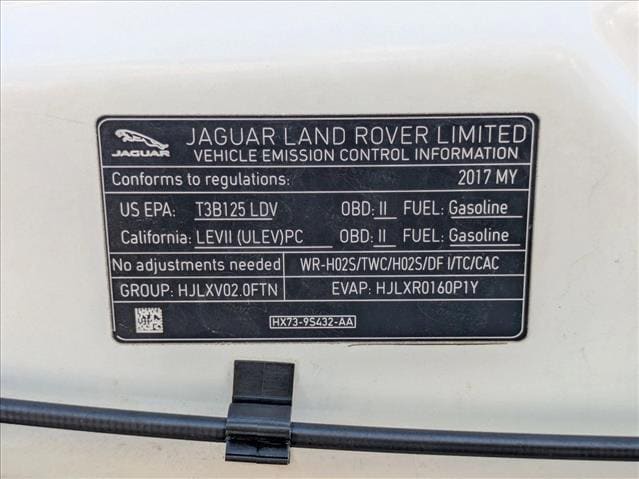 JAGUAR
JAGUAR LAND ROVER LIMITED
VEHICLE EMISSION CONTROL INFORMATION
Conforms to regulations: 2017 MY
US EPA: T3B125 LDV OBD: II FUEL: Gasoline
California: LEVII (ULEV)PC OBD: II FUEL: Gasoline
No adjustments needed WR-HO2S/TWC/HO2S/DF I/TC/CAC
GROUP: HJLXV02.0FTN EVAP: HJLXR0160P1Y
HX73-9S432-AA